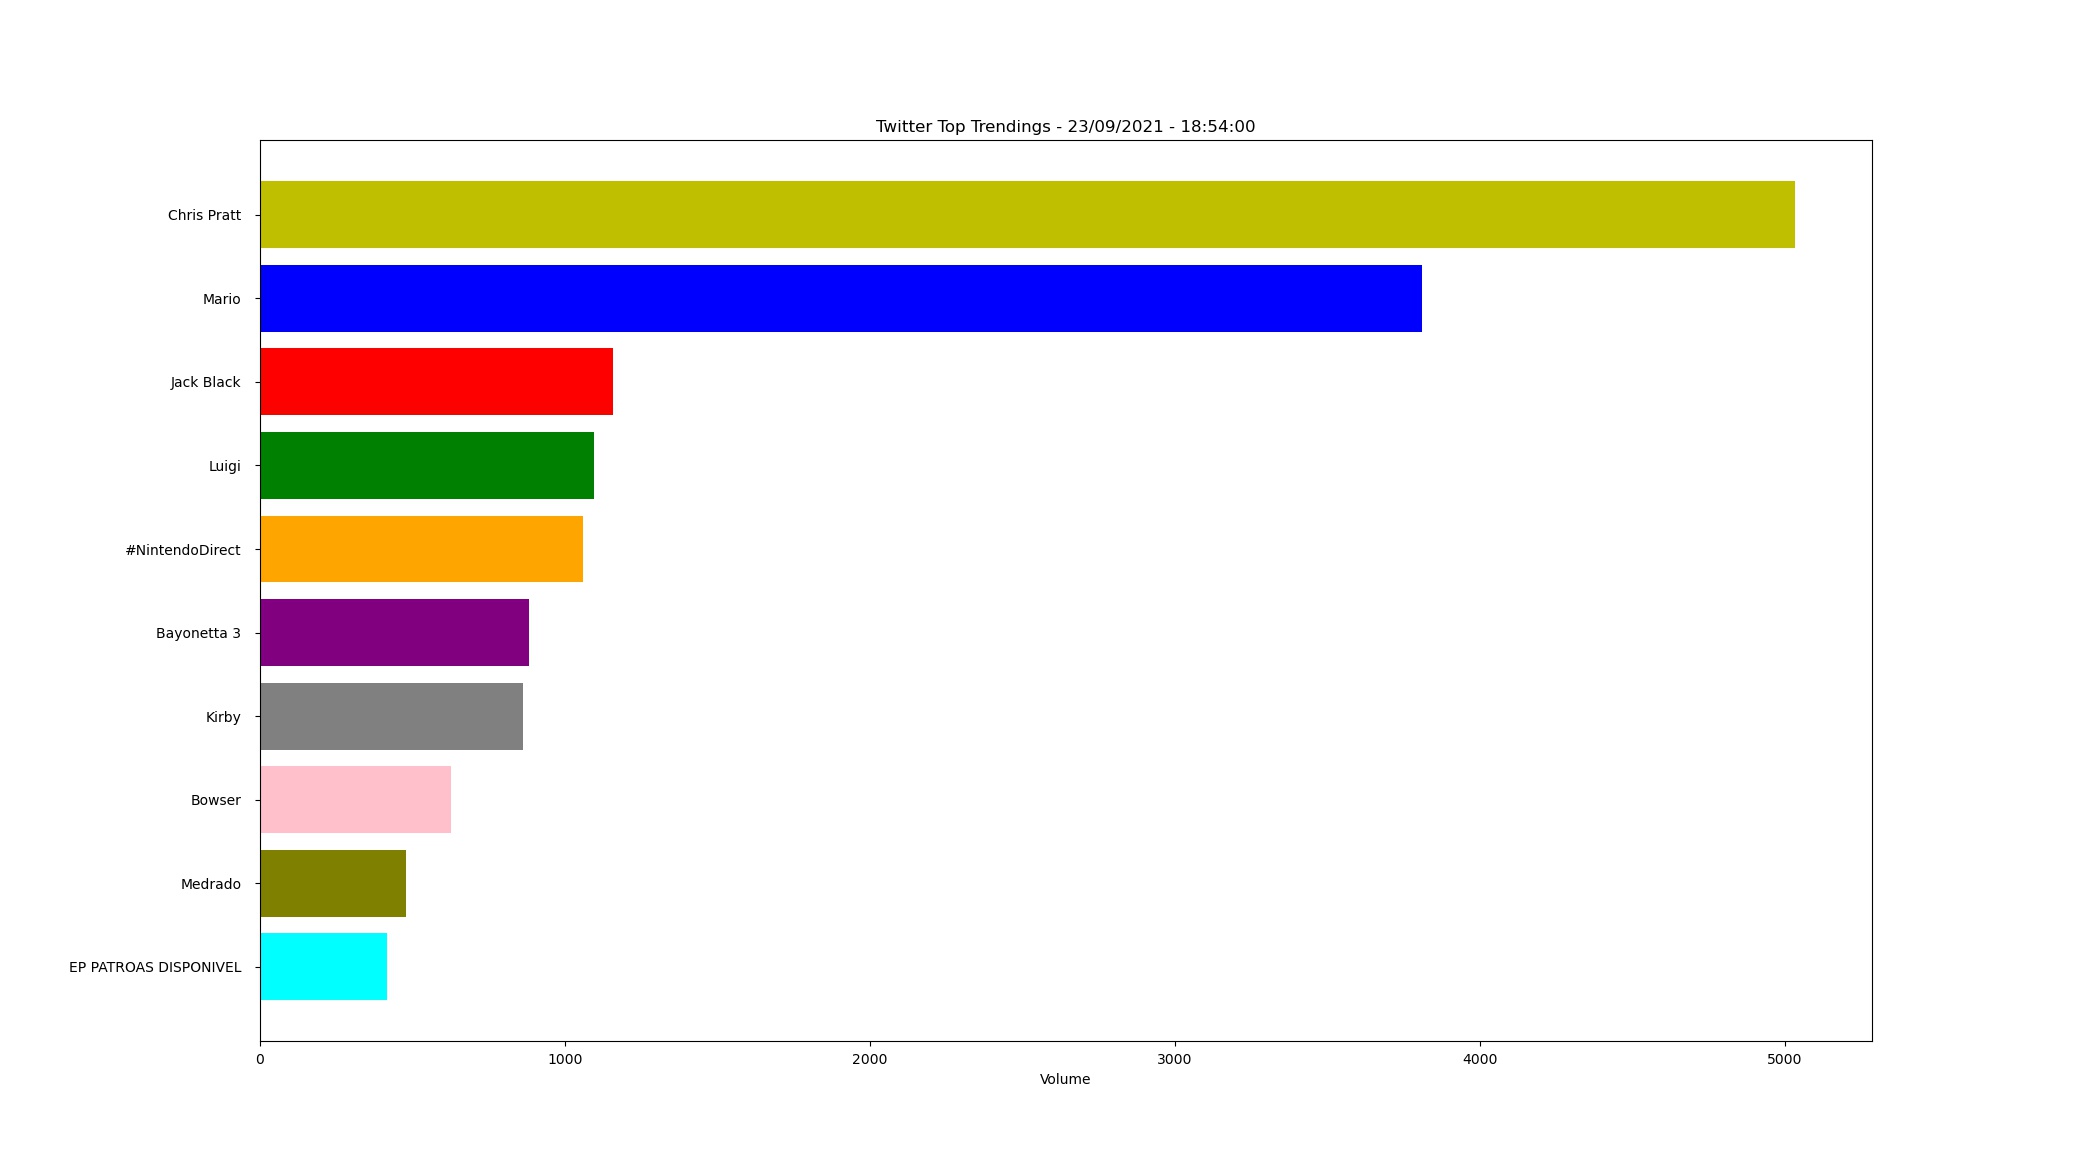 Twitter Top Trendings - 23/09/2021 - 18:54:00
Chris Pratt
Mario
Jack Black
Luigi
#NintendoDirect
Bayonetta 3
Kirby
Bowser
Medrado
EP PATROAS DISPONIVEL
0 1000 2000 3000 4000 5000
Volume